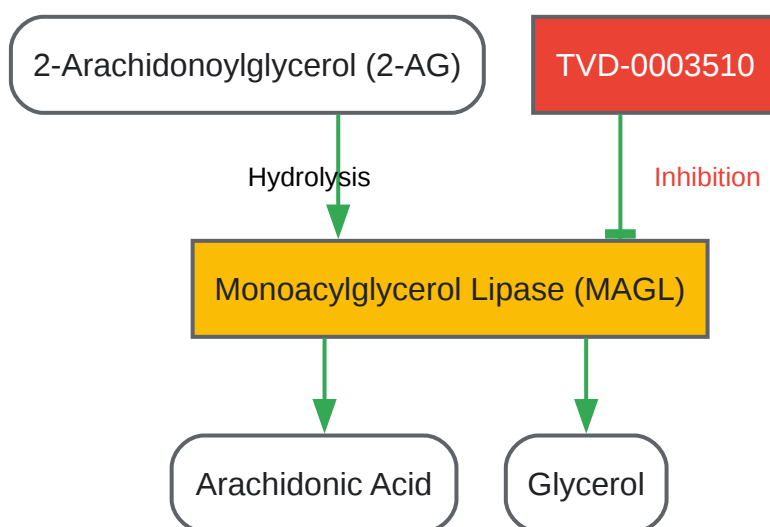 2-Arachidonoylglycerol (2-AG)
TVD-0003510
Hydrolysis
Inhibition
Monoacylglycerol Lipase (MAGL)
Arachidonic Acid
Glycerol